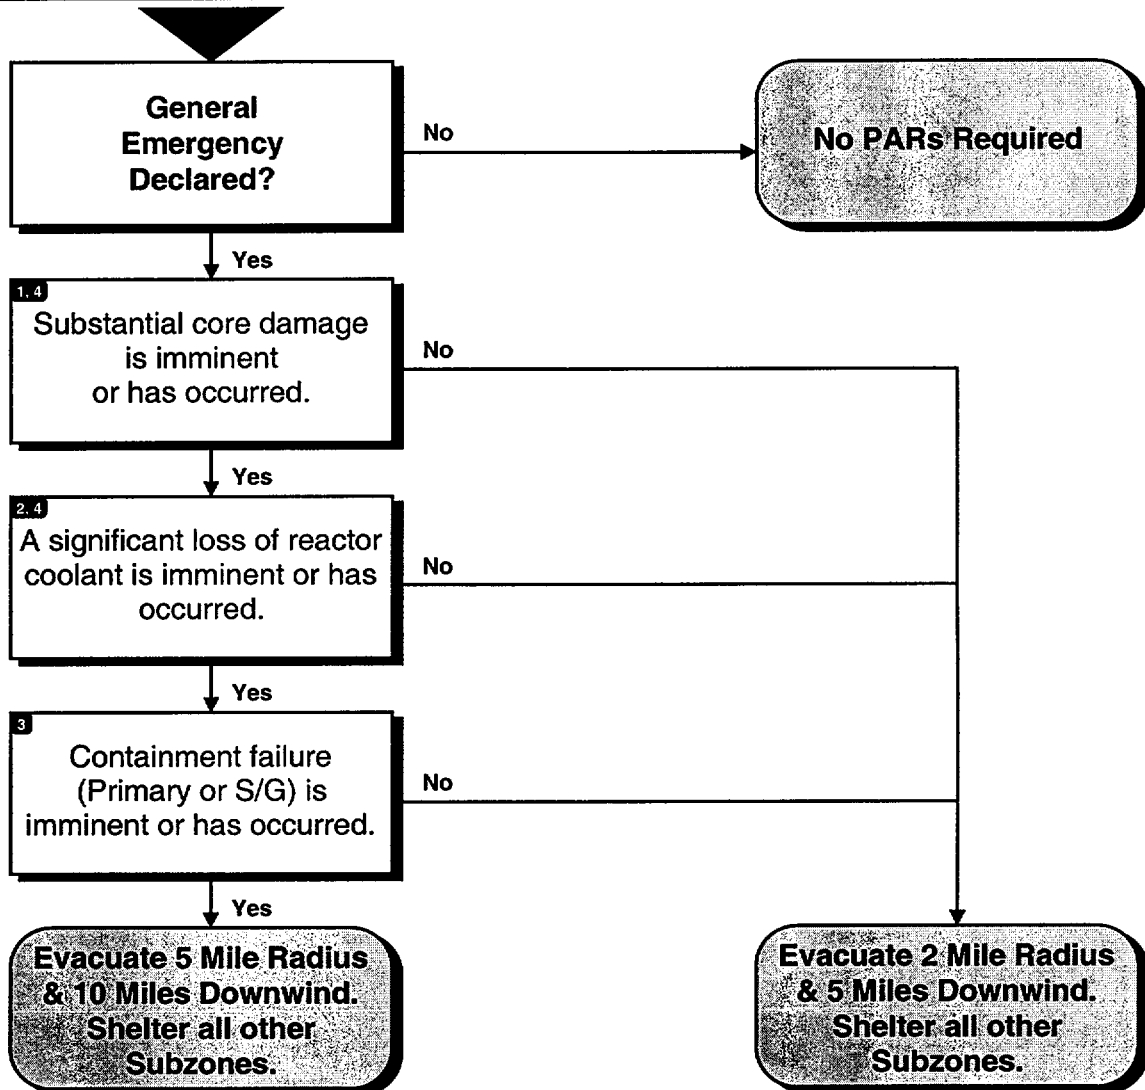 General
Emergency
Declared?
No
No PARs Required
Yes
1, 4
Substantial core damage
is imminent
or has occurred.
No
Yes
2, 4
A significant loss of reactor
coolant is imminent or has
occurred.
No
Yes
3
Containment failure
(Primary or S/G) is
imminent or has occurred.
No
Yes
Evacuate 5 Mile Radius
& 10 Miles Downwind.
Shelter all other
Subzones.
Evacuate 2 Mile Radius
& 5 Miles Downwind.
Shelter all other
Subzones.